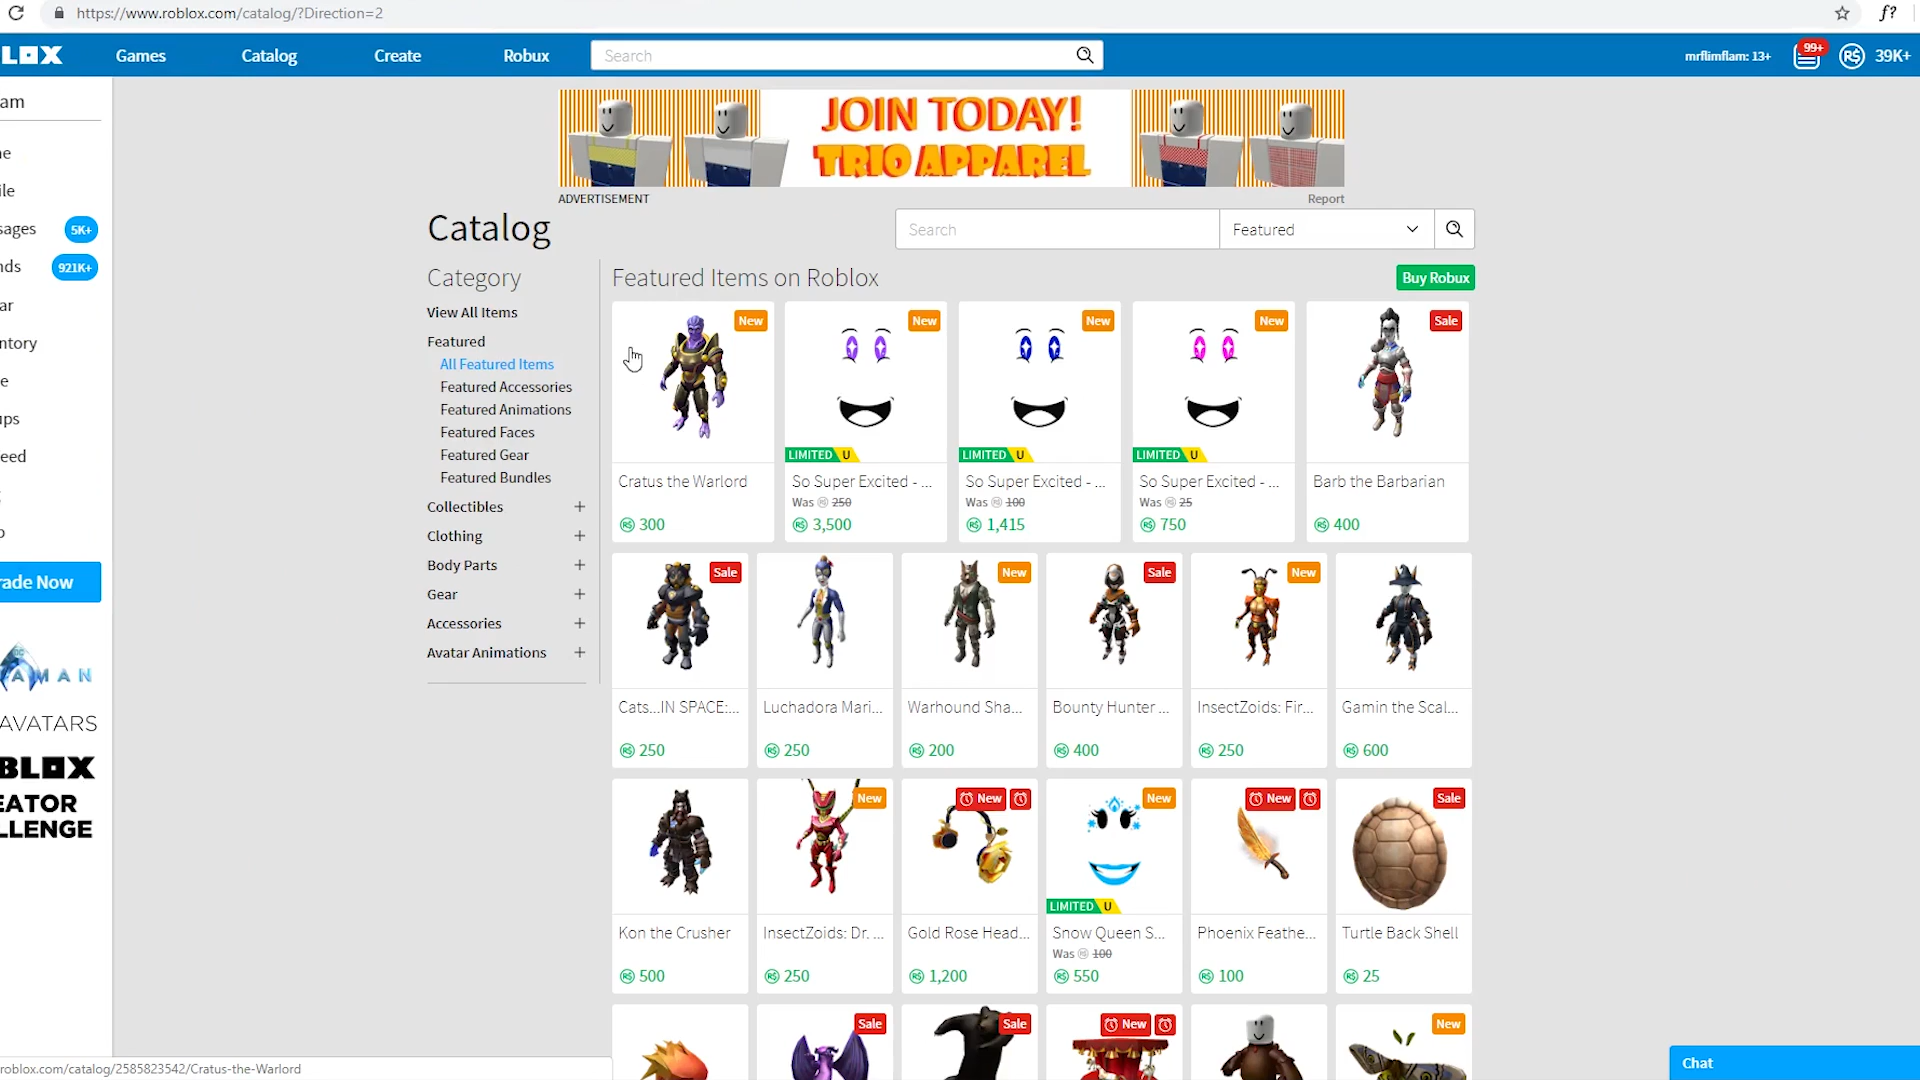 https://www.roblox.com/catalog/?Direction=2
f?
LOX
Games
Catalog
Create
Robux
Search
mrflimflam: 13+
99+
39K+
am
ne
ile
sages
5K+
nds
921K+
ar
ntory
e
ups
eed
rade Now
DC
AMAN
AVATARS
BLOX
EATOR
LLENGE
JOIN TODAY!
TRIO APPAREL
ADVERTISEMENT
Report
Catalog
Search
Featured
Category
View All Items
Featured
All Featured Items
Featured Accessories
Featured Animations
Featured Faces
Featured Gear
Featured Bundles
Collectibles +
Clothing +
Body Parts +
Gear +
Accessories +
Avatar Animations +
Featured Items on Roblox
Buy Robux
New
Cratus the Warlord
R$ 300
New
LIMITED U
So Super Excited - ...
Was R$ 250
R$ 3,500
New
LIMITED U
So Super Excited - ...
Was R$ 100
R$ 1,415
New
LIMITED U
So Super Excited - ...
Was R$ 25
R$ 750
Sale
Barb the Barbarian
R$ 400
Sale
Cats...IN SPACE:...
R$ 250
Luchadora Mari...
R$ 250
New
Warhound Sha...
R$ 200
Sale
Bounty Hunter ...
R$ 400
New
InsectZoids: Fir...
R$ 250
Gamin the Scal...
R$ 600
Kon the Crusher
R$ 500
New
InsectZoids: Dr. ...
R$ 250
New
Gold Rose Head...
R$ 1,200
New
LIMITED U
Snow Queen S...
Was R$ 100
R$ 550
New
Phoenix Feathe...
R$ 100
Sale
Turtle Back Shell
R$ 25
Sale
Sale
New
New
roblox.com/catalog/2585823542/Cratus-the-Warlord
Chat